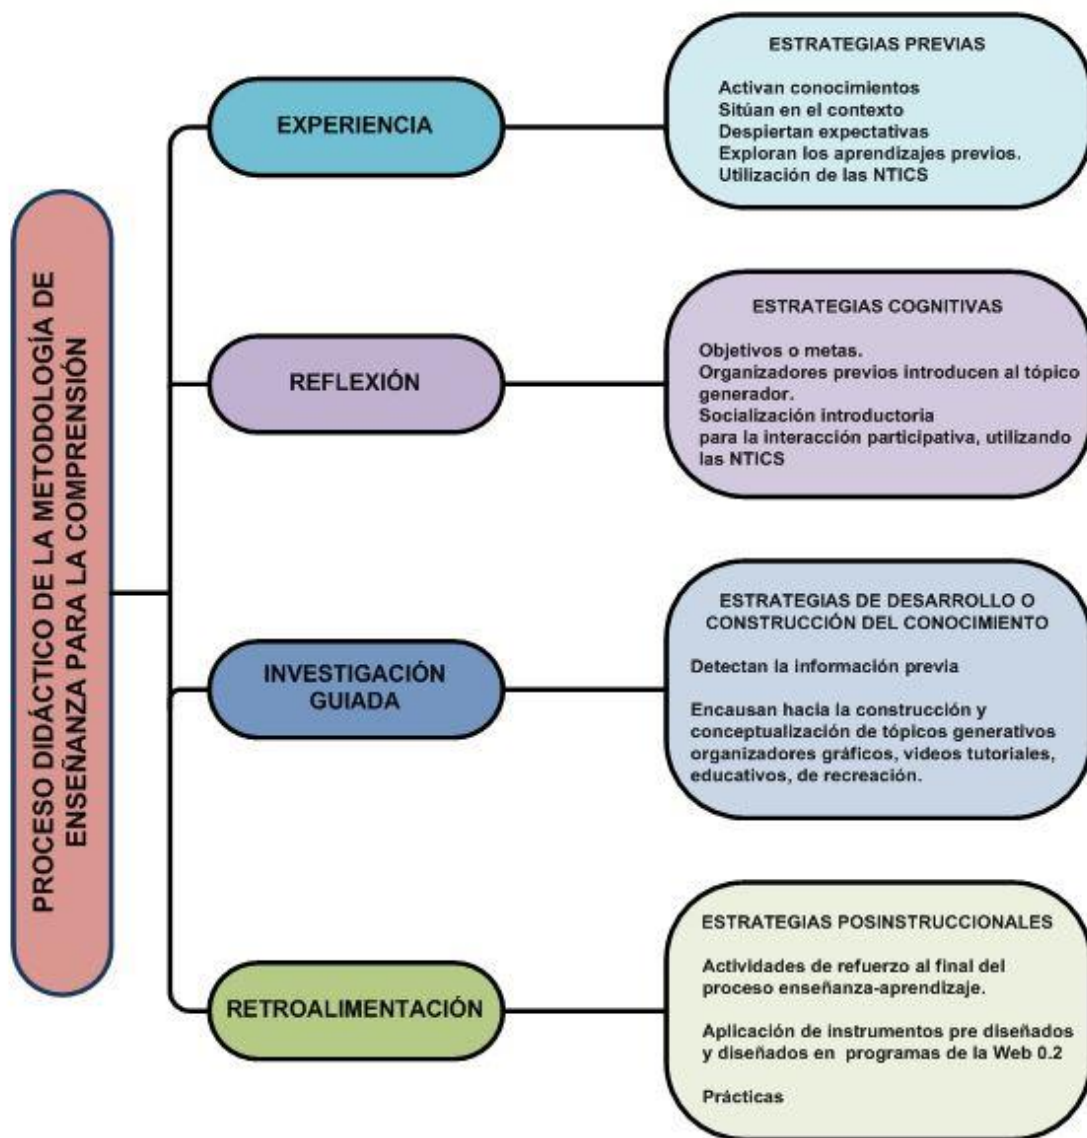 PROCESO DIDÁCTICO DE LA METODOLOGÍA DE
ENSEÑANZA PARA LA COMPRENSIÓN
EXPERIENCIA
ESTRATEGIAS PREVIAS
Activan conocimientos
Sitúan en el contexto
Despiertan expectativas
Exploran los aprendizajes previos.
Utilización de las NTICS
REFLEXIÓN
ESTRATEGIAS COGNITIVAS
Objetivos o metas.
Organizadores previos introducen al tópico
generador.
Socialización introductoria
para la interacción participativa, utilizando
las NTICS
INVESTIGACIÓN
GUIADA
ESTRATEGIAS DE DESARROLLO O
CONSTRUCCIÓN DEL CONOCIMIENTO
Detectan la información previa
Encausan hacia la construcción y
conceptualización de tópicos generativos
organizadores gráficos, videos tutoriales,
educativos, de recreación.
RETROALIMENTACIÓN
ESTRATEGIAS POSINSTRUCCIONALES
Actividades de refuerzo al final del
proceso enseñanza-aprendizaje.
Aplicación de instrumentos pre diseñados
y diseñados en programas de la Web 0.2
Prácticas